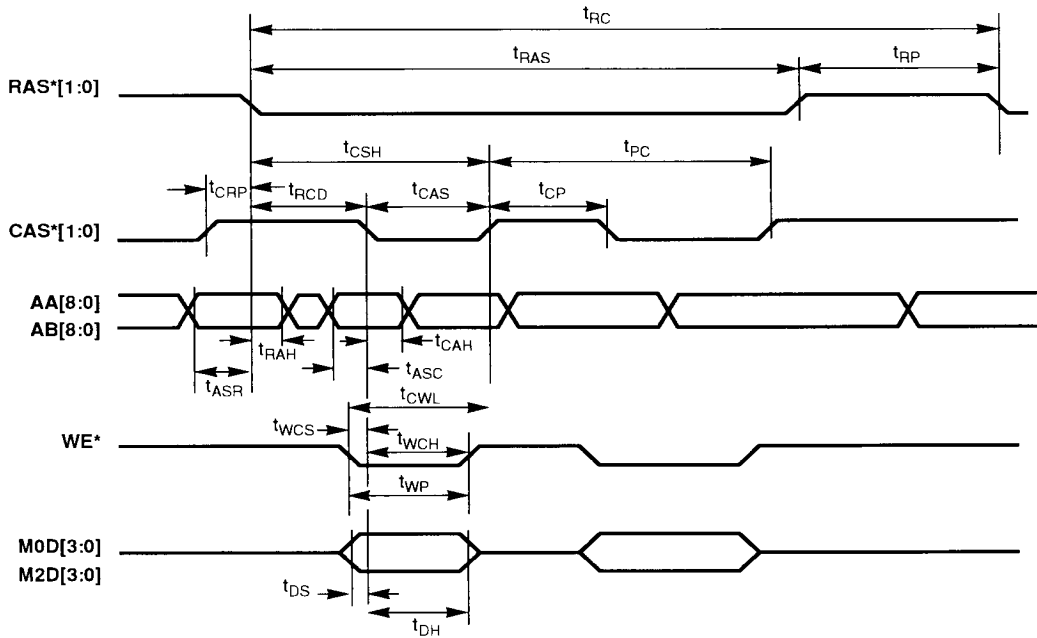 tRC
tRAS
tRP
RAS*[1:0]
tCSH
tPC
tCRP
tRCD
tCAS
tCP
CAS*[1:0]
AA[8:0]
AB[8:0]
tRAH
tCAH
tASR
tASC
tCWL
tWCS
tWCH
WE*
tWP
M0D[3:0]
M2D[3:0]
tDS
tDH